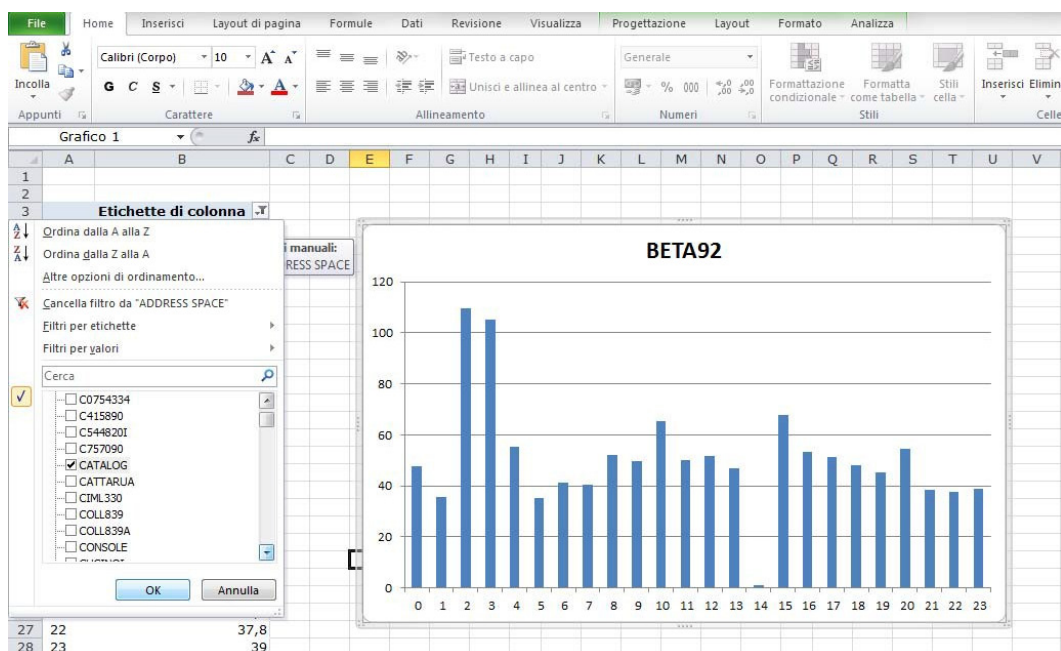 File Home Inserisci Layout di pagina Formule Dati Revisione Visualizza Progettazione Layout Formato Analizza
Incolla
Calibri (Corpo) 10 A A
Testo a capo
Generale
G C S A
Unisci e allinea al centro
% 000 ,0 ,00 ,00 ,0
Formattazione condizionale
Formatta come tabella
Stili cella
Inserisci Elimin
Appunti Carattere Allineamento Numeri Stili Celle
Grafico 1 fx
A B C D E F G H I J K L M N O P Q R S T U V
1
2
3 Etichette di colonna
Ordina dalla A alla Z
Ordina dalla Z alla A
Altre opzioni di ordinamento...
Cancella filtro da "ADDRESS SPACE"
Filtri per etichette
Filtri per valori
Cerca
C0754334
C415890
C544820I
C757090
CATALOG
CATTARUA
CIML330
COLL839
COLL839A
CONSOLE
OK Annulla
i manuali:
RESS SPACE
BETA92
120
100
80
60
40
20
0
0 1 2 3 4 5 6 7 8 9 10 11 12 13 14 15 16 17 18 19 20 21 22 23
27 22 37,8
28 23 39